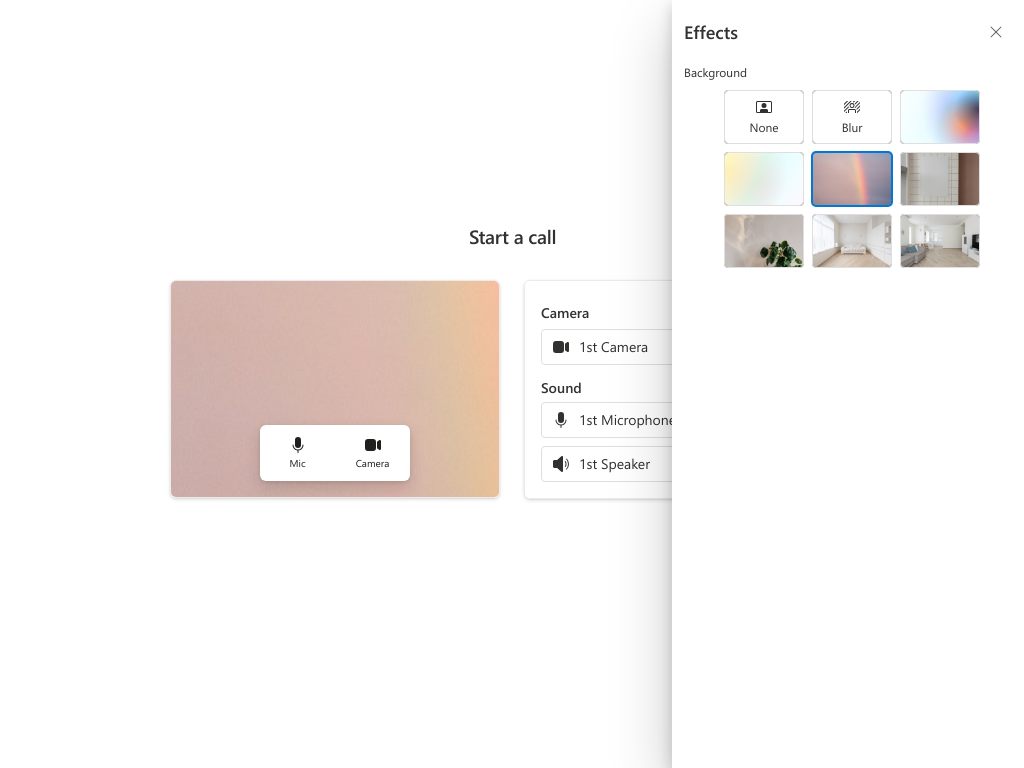 Effects
Background
None
Blur
Start a call
Camera
1st Camera
Sound
1st Microphone
1st Speaker
Mic
Camera